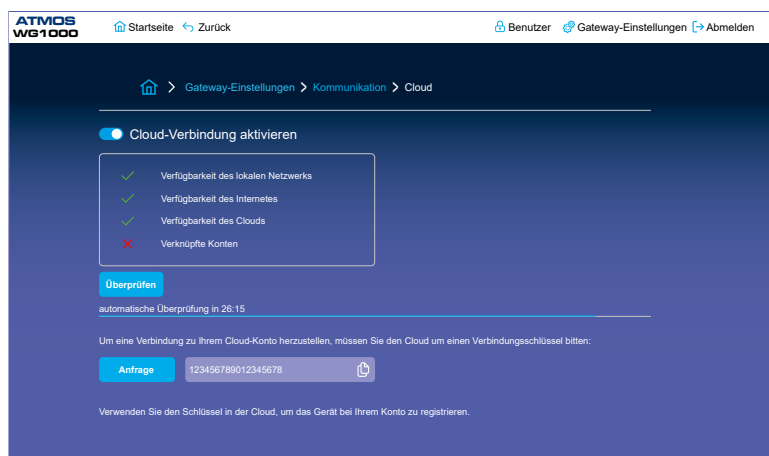 ATMOS
WG1000
Startseite Zurück Benutzer Gateway-Einstellungen Abmelden
Gateway-Einstellungen > Kommunikation > Cloud
Cloud-Verbindung aktivieren
Verfügbarkeit des lokalen Netzwerks
Verfügbarkeit des Internetes
Verfügbarkeit des Clouds
Verknüpfte Konten
Überprüfen
automatische Überprüfung in 26:15
Um eine Verbindung zu Ihrem Cloud-Konto herzustellen, müssen Sie den Cloud um einen Verbindungsschlüssel bitten:
Anfrage 123456789012345678
Verwenden Sie den Schlüssel in der Cloud, um das Gerät bei Ihrem Konto zu registrieren.